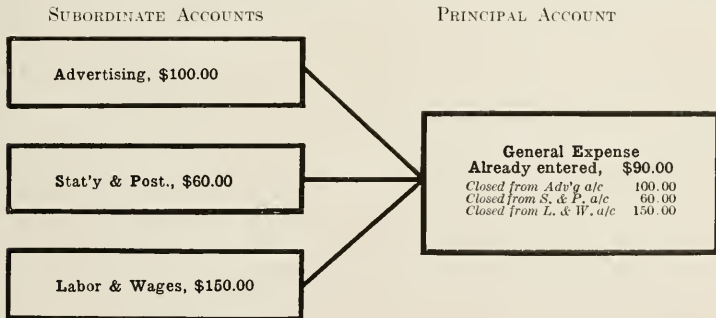 SUBORDINATE ACCOUNTS
PRINCIPAL ACCOUNT
Advertising, $100.00
Stat'y & Post., $60.00
Labor & Wages, $150.00
General Expense
Already entered, $90.00
Closed from Adv'g a/c 100.00
Closed from S. & P. a/c 60.00
Closed from L. & W. a/c 150.00